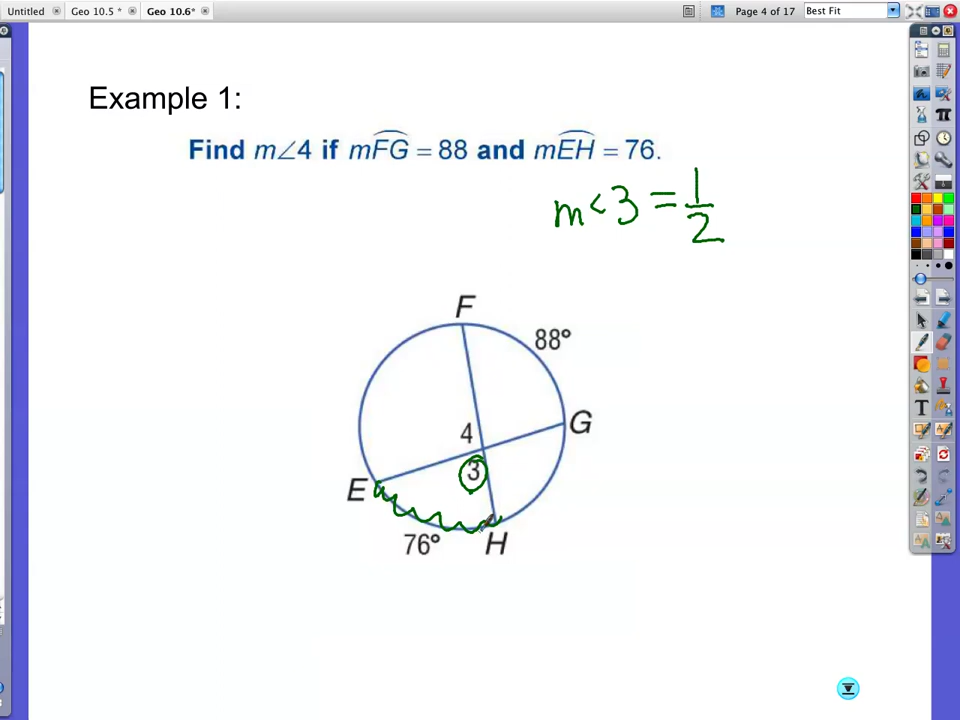 Untitled Geo 10.5 * Geo 10.6* Page 4 of 17 Best Fit
Example 1:
Find m∠4 if mFG = 88 and mEH = 76.
m<3 = 1/2
F
88°
G
4
3
E
76°
H
T